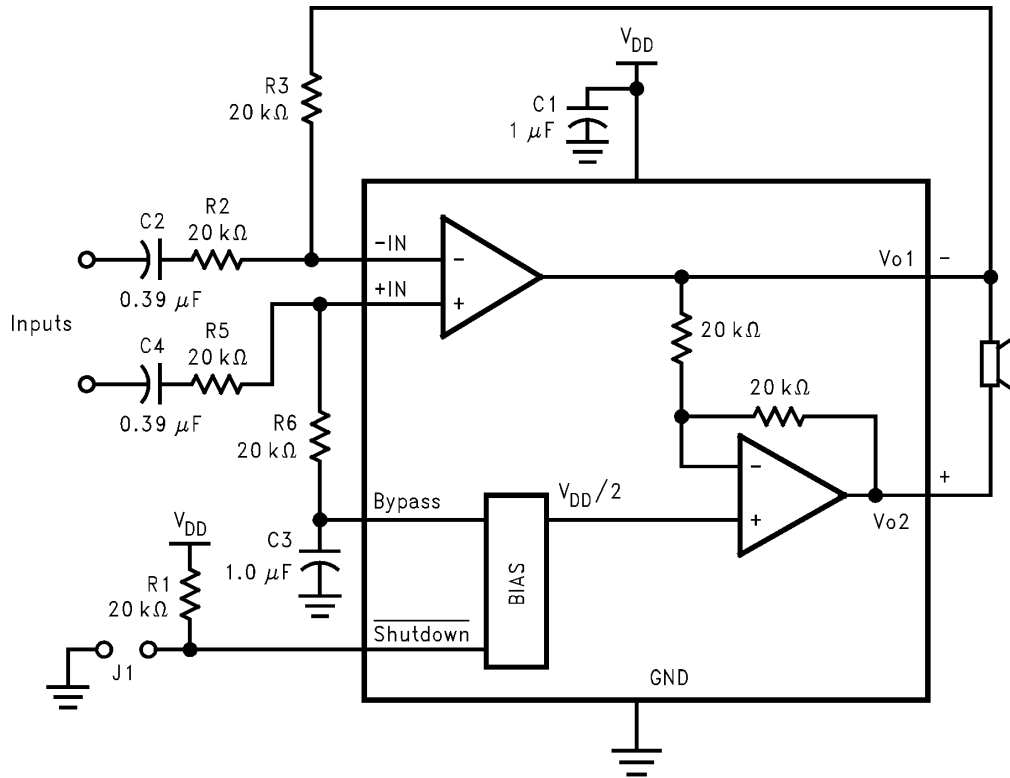 V_DD
R3
20 kΩ
C1
1 µF
C2
R2
20 kΩ
0.39 µF
-IN
+IN
-
+
Vo1
-
Inputs
C4
R5
20 kΩ
0.39 µF
20 kΩ
20 kΩ
R6
20 kΩ
-
+
+
Vo2
Bypass
V_DD/2
C3
1.0 µF
BIAS
V_DD
R1
20 kΩ
Shutdown
J1
GND